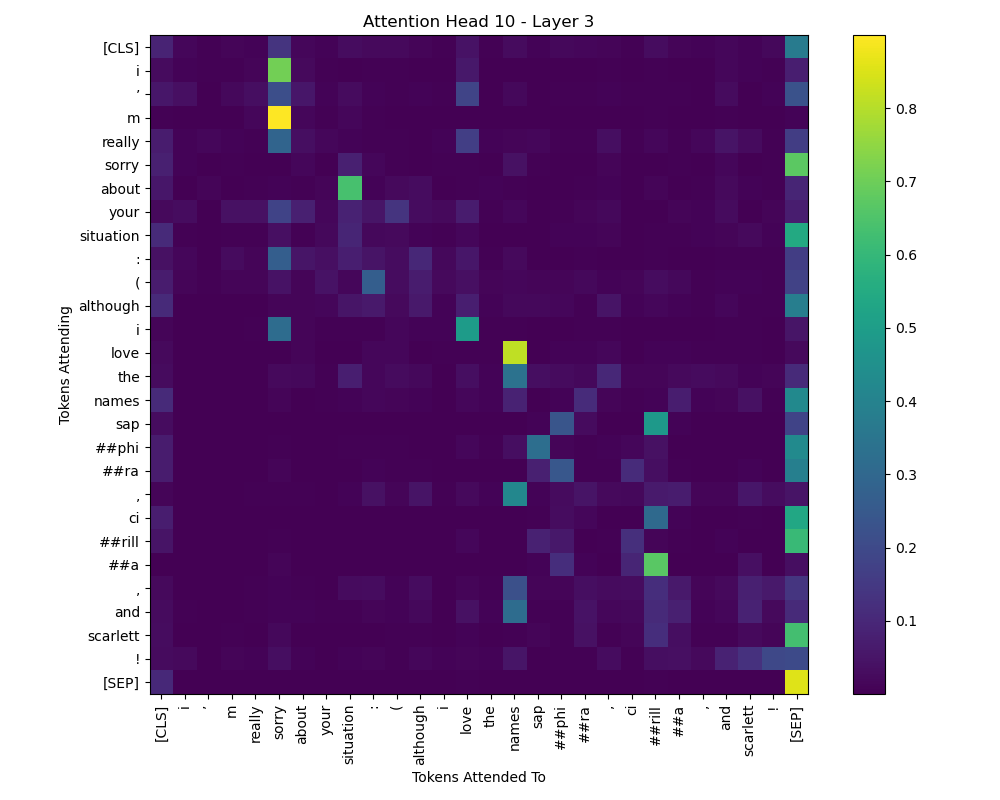 Attention Head 10 - Layer 3
[CLS]
i
’
m
really
sorry
about
your
situation
:
(
although
i
love
the
names
sap
##phi
##ra
,
ci
##rill
##a
,
and
scarlett
!
[SEP]
Tokens Attending
[CLS]
i
’
m
really
sorry
about
your
situation
:
(
although
i
love
the
names
sap
##phi
##ra
,
ci
##rill
##a
,
and
scarlett
!
[SEP]
Tokens Attended To
0.8
0.7
0.6
0.5
0.4
0.3
0.2
0.1